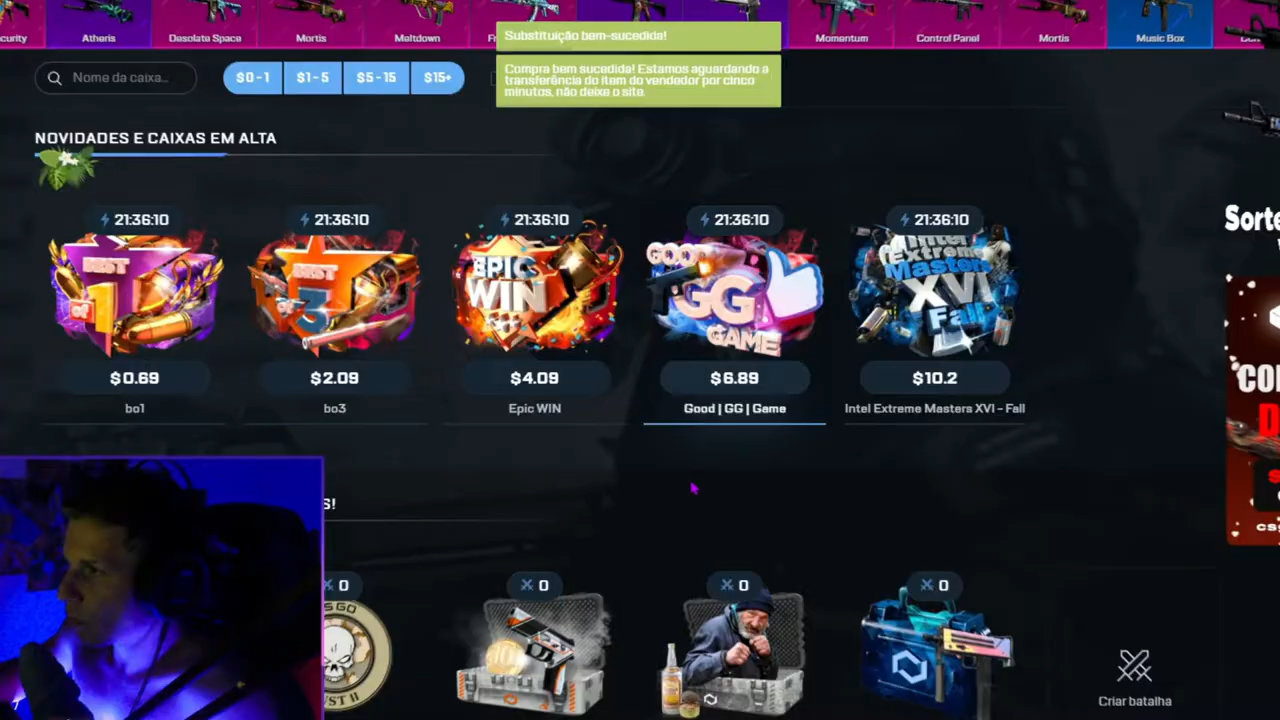 curity
Atheris
Desolate Space
Mortis
Meltdown
Momentum
Control Panel
Mortis
Music Box
Substituição bem-sucedida!
Compra bem sucedida! Estamos aguardando a
transferência do item do vendedor por cinco
minutos, não deixe o site.
Nome da caixa...
$0-1
$1-5
$5-15
$15+
NOVIDADES E CAIXAS EM ALTA
21:36:10
21:36:10
21:36:10
21:36:10
21:36:10
BEST
of 1
BEST
of 3
EPIC
WIN
GOOD
GG
GAME
Intel
Extreme
Masters
XVI
Fall
Sorte
$0.69
$2.09
$4.09
$6.89
$10.2
bo1
bo3
Epic WIN
Good | GG | Game
Intel Extreme Masters XVI - Fall
S!
0
0
0
0
Criar batalha